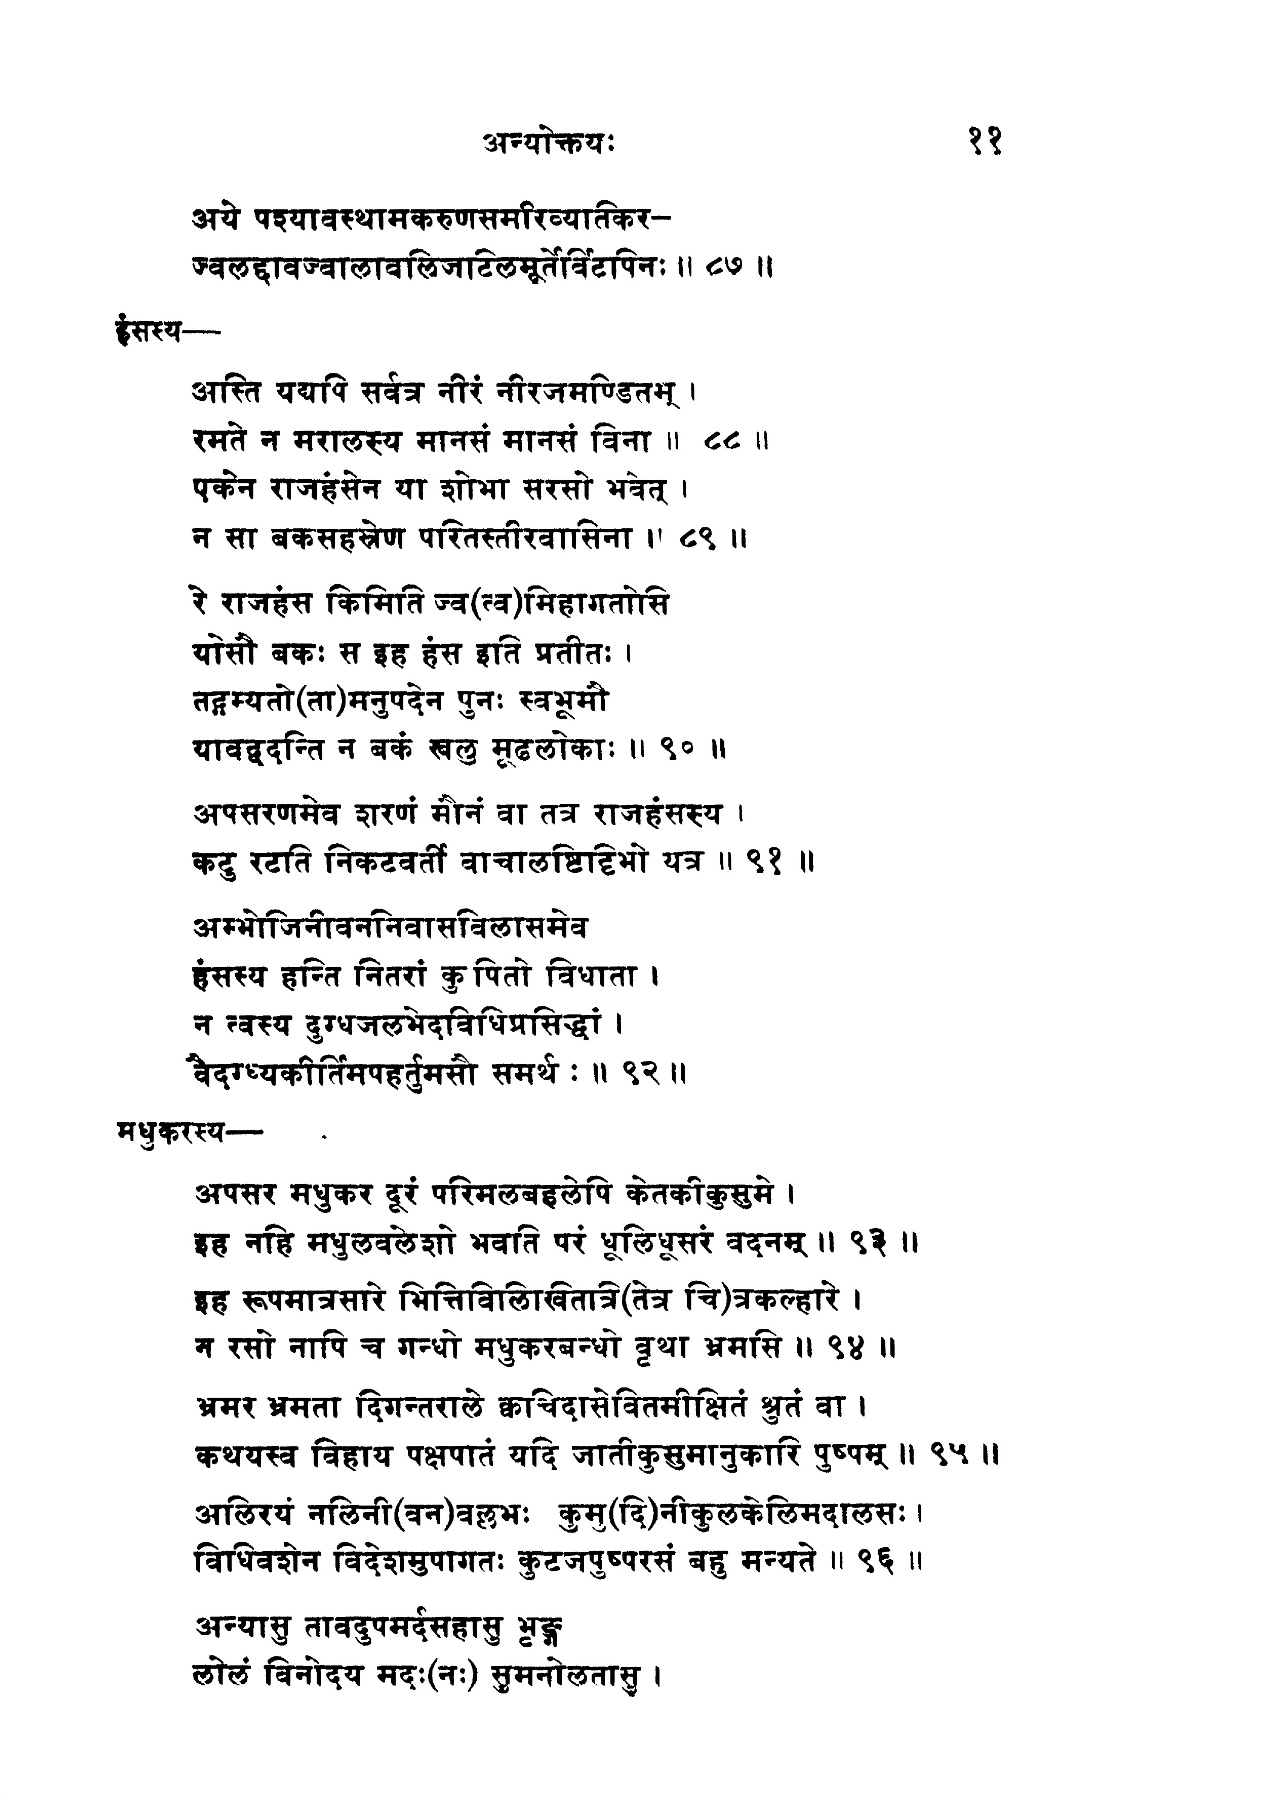 अन्योक्तयः ११
अये पश्यावस्थामकरुणसमीरव्यतिकर–
ज्वलद्दावज्वालावलिजटिलमूर्तेर्विटपिनः ॥ ८७ ॥
हंसस्य—
अस्ति यद्यपि सर्वत्र नीरं नीरजमण्डितम् ।
रमते न मरालस्य मानसं मानसं विना ॥ ८८ ॥
एकेन राजहंसेन या शोभा सरसो भवेत् ।
न सा बकसहस्रेण परितस्तीरवासिना ॥ ८९ ॥
रे राजहंस किमिति ज्व(त्व)मिहागतोसि
योसौ बकः स इह हंस इति प्रतीतः ।
तद्गम्यतो(ता)मनुपदेन पुनः स्वभूमौ
यावद्वदन्ति न बकं खलु मूढलोकाः ॥ ९० ॥
अपसरणमेव शरणं मौनं वा तत्र राजहंसस्य ।
कटु रटति निकटवर्ती वाचालष्टिट्टिभो यत्र ॥ ९१ ॥
अम्भोजिनीवननिवासविलासमेव
हंसस्य हन्ति नितरां कुपितो विधाता ।
न त्वस्य दुग्धजलभेदविधिप्रसिद्धां ।
वैदग्ध्यकीर्तिमपहर्तुमसौ समर्थः ॥ ९२ ॥
मधुकरस्य—
अपसर मधुकर दूरं परिमलबहलेपि केतकीकुसुमे ।
इह नहि मधुलवलेशो भवति परं धूलिधूसरं वदनम् ॥ ९३ ॥
इह रूपमात्रसारे भित्तिविलिखितात्रि(तेत्र चि)त्रकल्हारे ।
न रसो नापि च गन्धो मधुकरबन्धो वृथा भ्रमसि ॥ ९४ ॥
भ्रमर भ्रमता दिगन्तराले क्वचिदासेवितमीक्षितं श्रुतं वा ।
कथयस्व विहाय पक्षपातं यदि जातीकुसुमानुकारि पुष्पम् ॥ ९५ ॥
अलिरयं नलिनी(वन)वल्लभः कुमु(दि)नीकुलकेलिमदालसः ।
विधिवशेन विदेशमुपागतः कुटजपुष्परसं बहु मन्यते ॥ ९६ ॥
अन्यासु तावदुपमर्दसहासु भृङ्ग
लोलं विनोदय मदः(नः) सुमनोलतासु ।